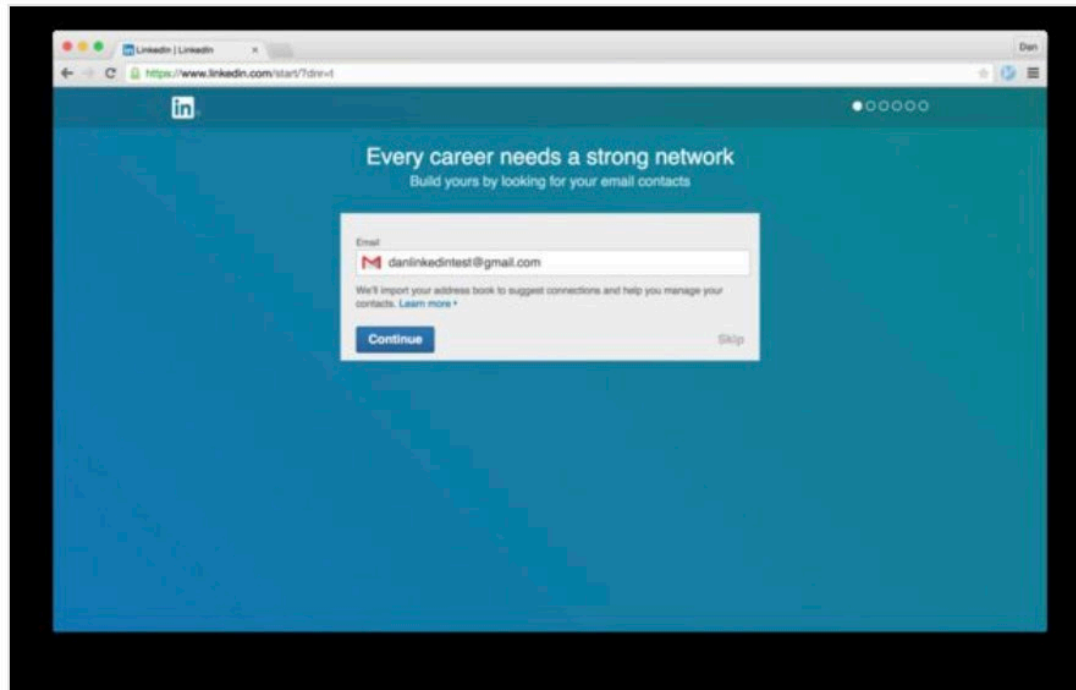 LinkedIn | LinkedIn
Dan
https://www.linkedin.com/start/?dnr=t
in
Every career needs a strong network
Build yours by looking for your email contacts
Email
danlinkedintest@gmail.com
We'll import your address book to suggest connections and help you manage your
contacts. Learn more
Continue
Skip